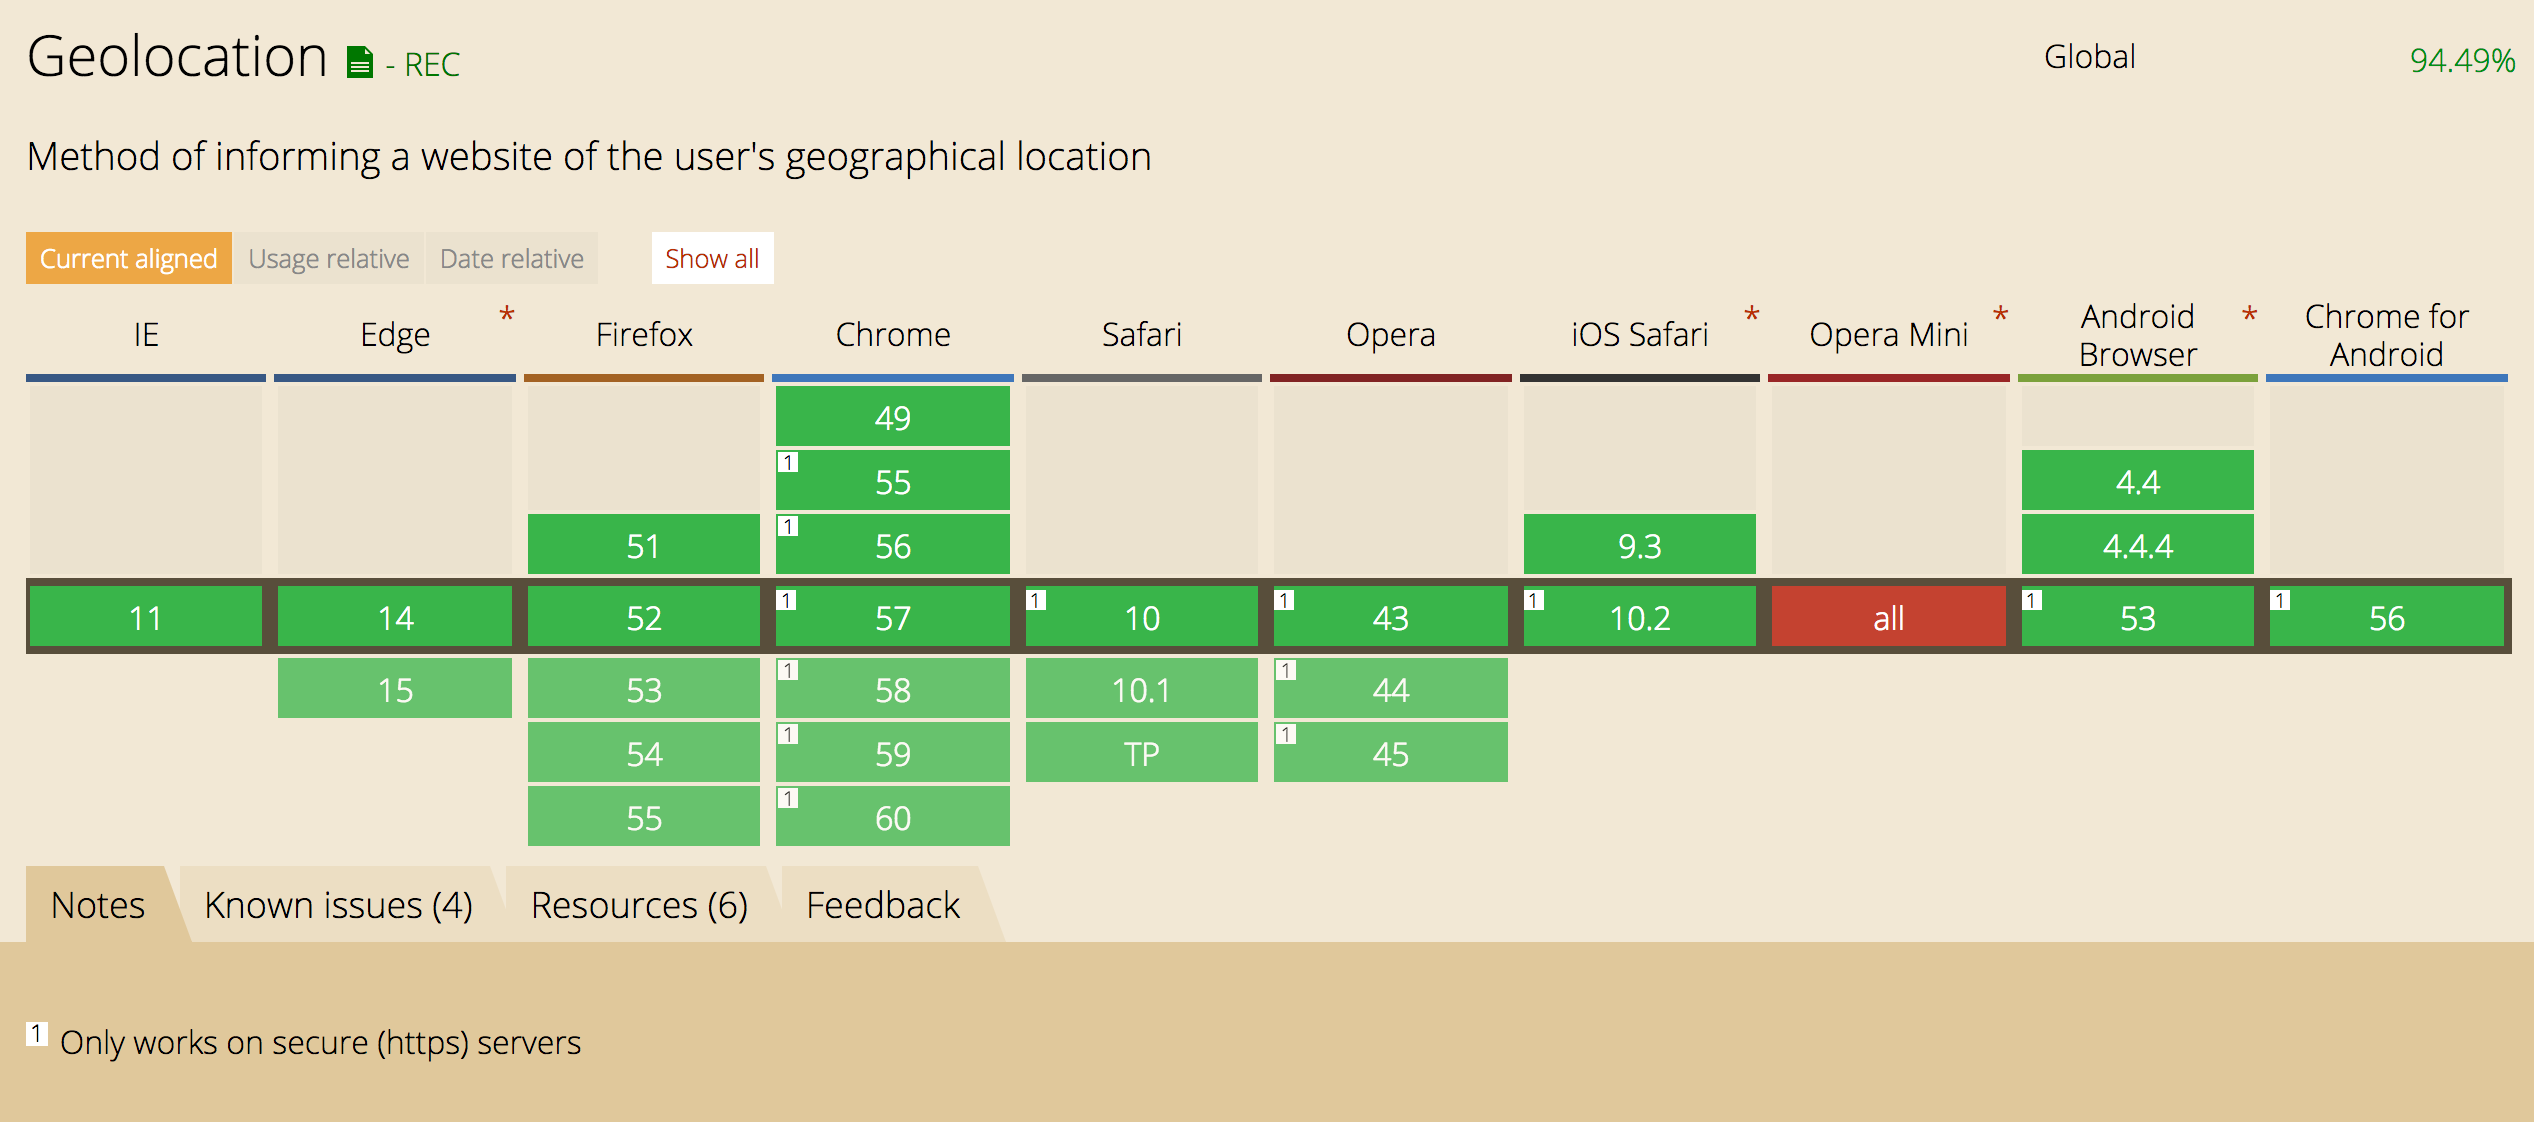 Geolocation - REC
Global 94.49%
Method of informing a website of the user's geographical location
Current aligned Usage relative Date relative Show all
IE Edge * Firefox Chrome Safari Opera iOS Safari * Opera Mini * Android Browser * Chrome for Android
49
1 55 4.4
51 1 56 9.3 4.4.4
11 14 52 1 57 1 10 1 43 1 10.2 all 1 53 1 56
15 53 1 58 10.1 1 44
54 1 59 TP 1 45
55 1 60
Notes Known issues (4) Resources (6) Feedback
1 Only works on secure (https) servers